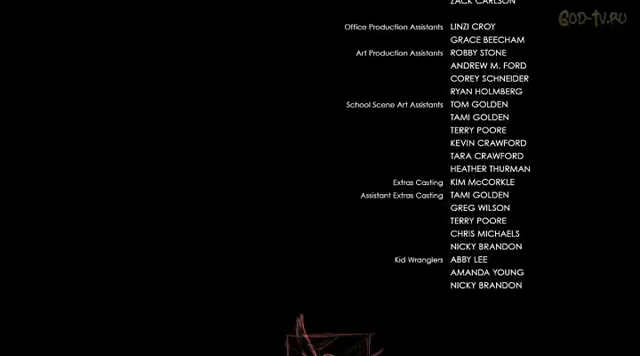 ZACK CARLSON
GOD-TV.RU
Office Production Assistants LINZI CROY
GRACE BEECHAM
Art Production Assistants ROBBY STONE
ANDREW M. FORD
COREY SCHNEIDER
RYAN HOLMBERG
School Scene Art Assistants TOM GOLDEN
TAMI GOLDEN
TERRY POORE
KEVIN CRAWFORD
TARA CRAWFORD
HEATHER THURMAN
Extras Casting KIM McCORKLE
Assistant Extras Casting TAMI GOLDEN
GREG WILSON
TERRY POORE
CHRIS MICHAELS
NICKY BRANDON
Kid Wranglers ABBY LEE
AMANDA YOUNG
NICKY BRANDON